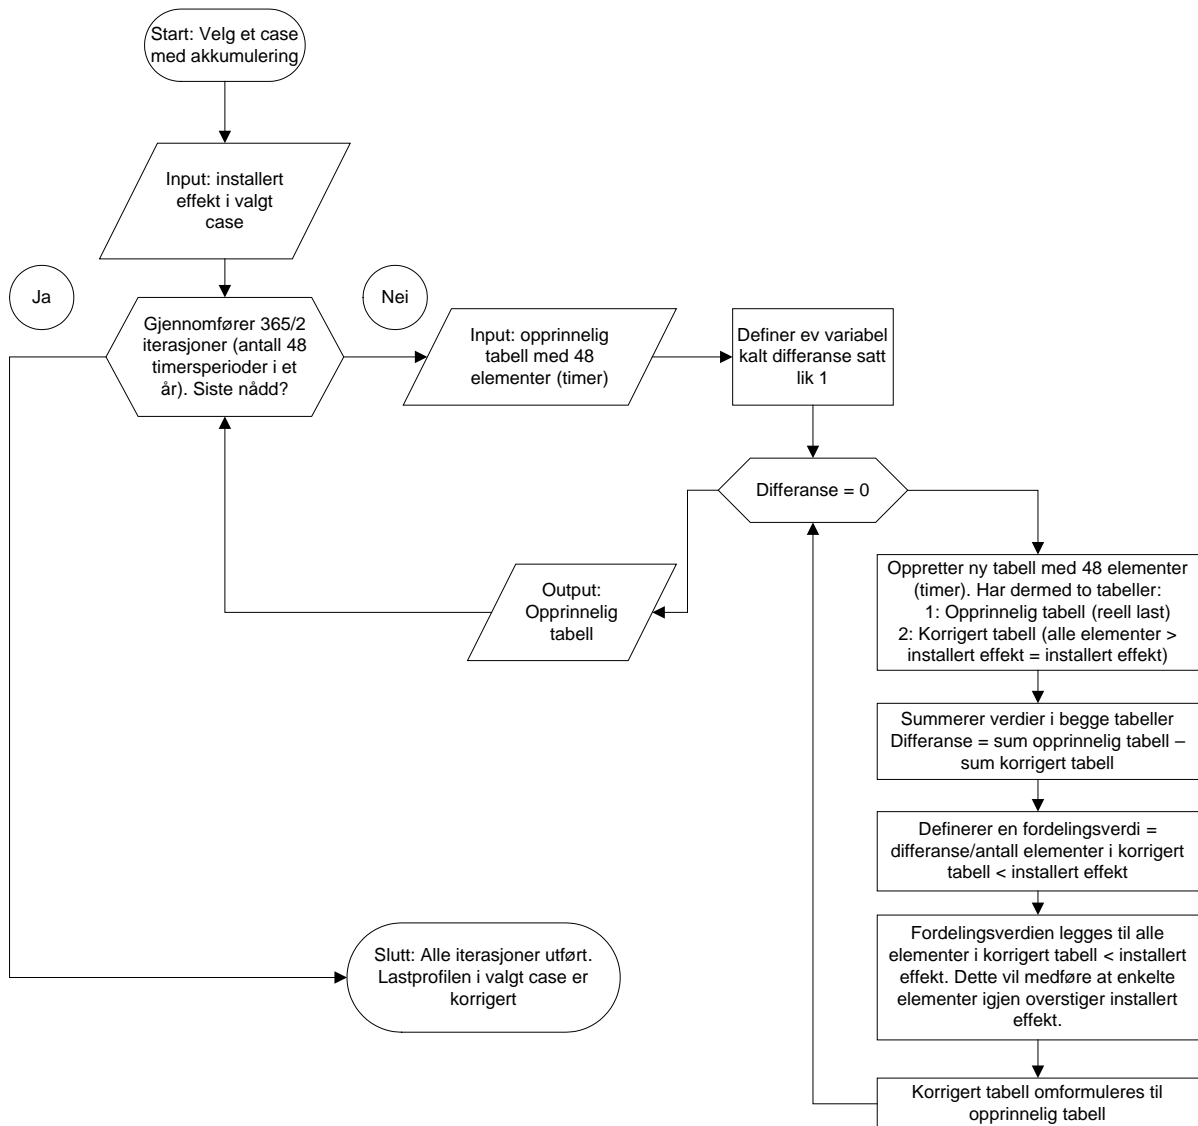 Start: Velg et case
med akkumulering
Input: installert
effekt i valgt
case
Ja
Nei
Gjennomfører 365/2
iterasjoner (antall 48
timersperioder i et
år). Siste nådd?
Input: opprinnelig
tabell med 48
elementer (timer)
Definer ev variabel
kalt differanse satt
lik 1
Differanse = 0
Output:
Opprinnelig
tabell
Oppretter ny tabell med 48 elementer
(timer). Har dermed to tabeller:
1: Opprinnelig tabell (reell last)
2: Korrigert tabell (alle elementer >
installert effekt = installert effekt)
Summerer verdier i begge tabeller
Differanse = sum opprinnelig tabell –
sum korrigert tabell
Definerer en fordelingsverdi =
differanse/antall elementer i korrigert
tabell < installert effekt
Fordelingsverdien legges til alle
elementer i korrigert tabell < installert
effekt. Dette vil medføre at enkelte
elementer igjen overstiger installert
effekt.
Korrigert tabell omformuleres til
opprinnelig tabell
Slutt: Alle iterasjoner utført.
Lastprofilen i valgt case er
korrigert